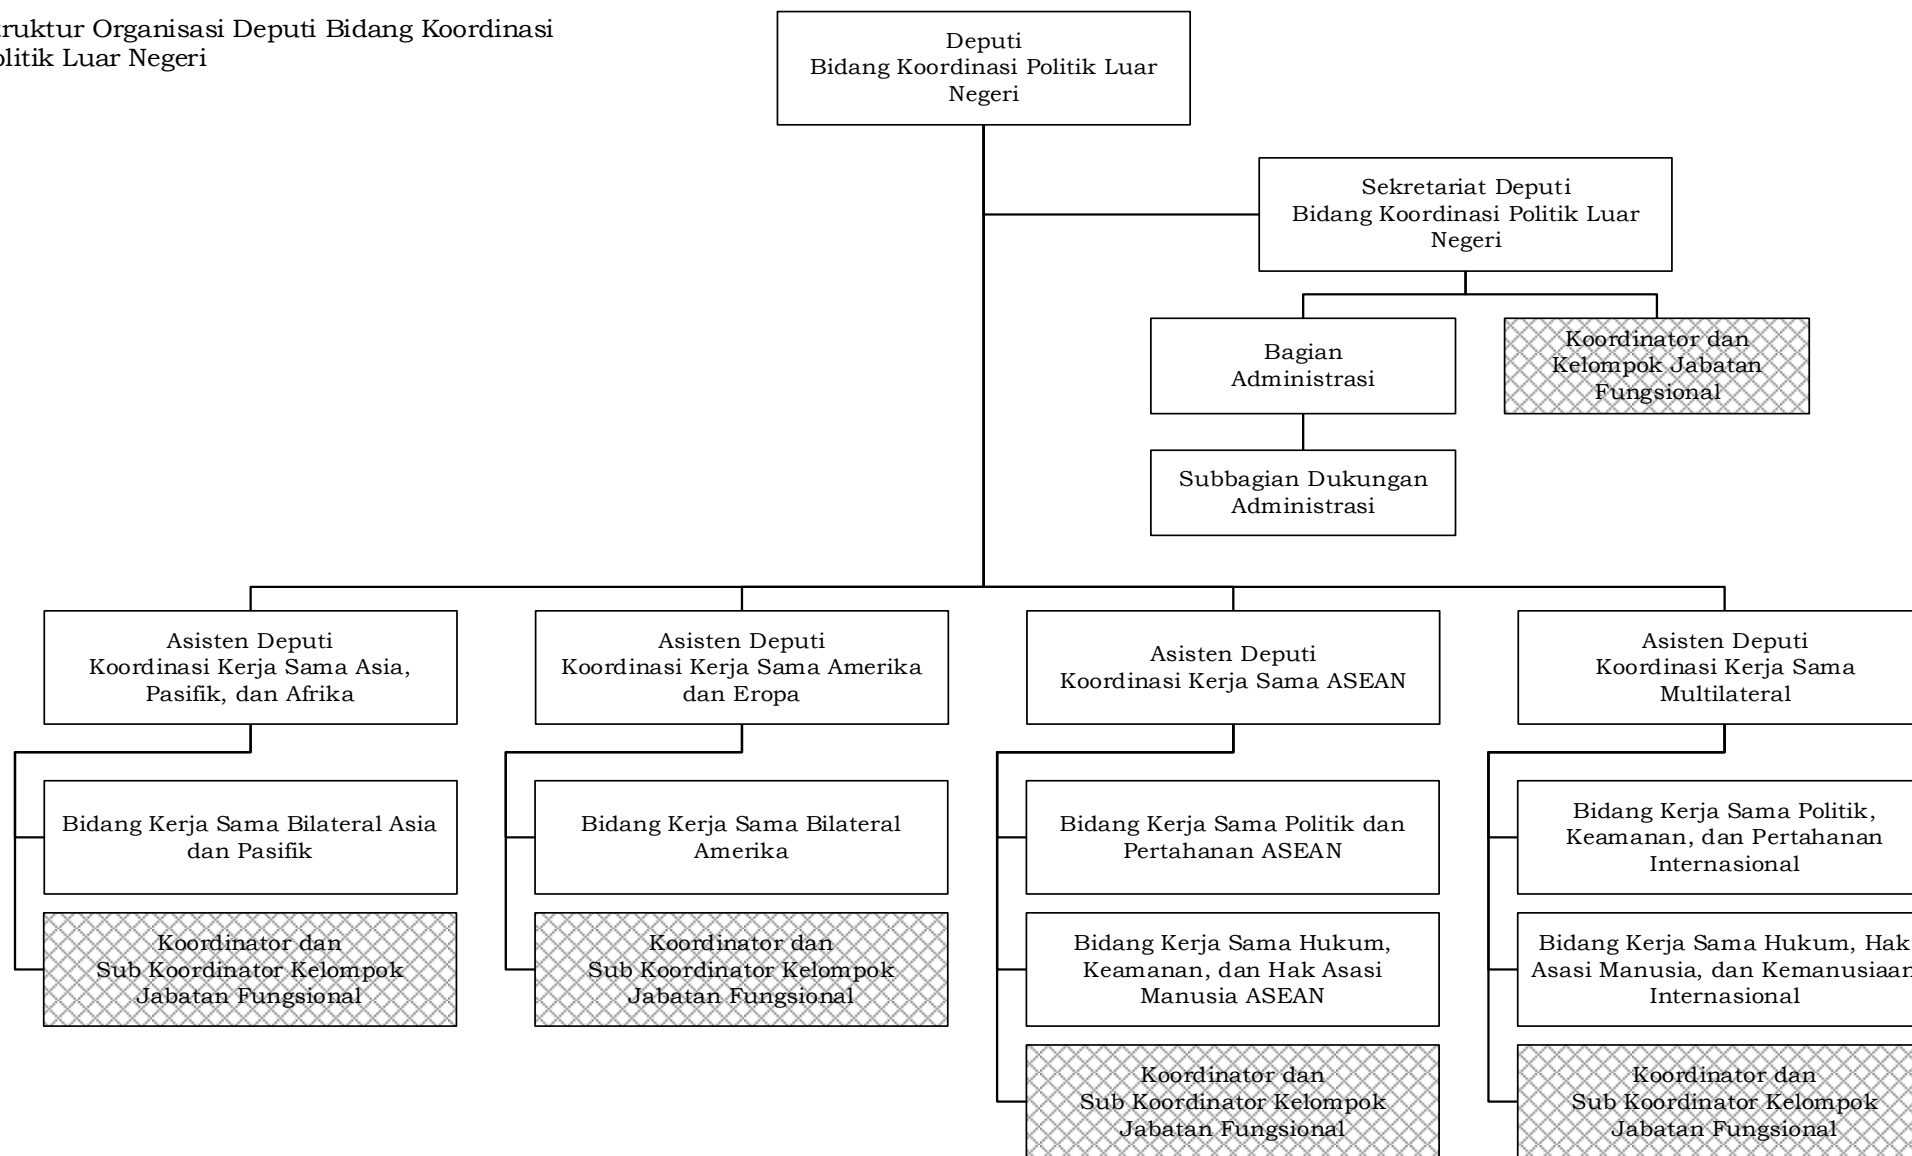 truktur Organisasi Deputi Bidang Koordinasi
olitik Luar Negeri
Deputi
Bidang Koordinasi Politik Luar
Negeri
Sekretariat Deputi
Bidang Koordinasi Politik Luar
Negeri
Bagian
Administrasi
Koordinator dan
Kelompok Jabatan
Fungsional
Subbagian Dukungan
Administrasi
Asisten Deputi
Koordinasi Kerja Sama Asia,
Pasifik, dan Afrika
Asisten Deputi
Koordinasi Kerja Sama Amerika
dan Eropa
Asisten Deputi
Koordinasi Kerja Sama ASEAN
Asisten Deputi
Koordinasi Kerja Sama
Multilateral
Bidang Kerja Sama Bilateral Asia
dan Pasifik
Bidang Kerja Sama Bilateral
Amerika
Bidang Kerja Sama Politik dan
Pertahanan ASEAN
Bidang Kerja Sama Politik,
Keamanan, dan Pertahanan
Internasional
Koordinator dan
Sub Koordinator Kelompok
Jabatan Fungsional
Koordinator dan
Sub Koordinator Kelompok
Jabatan Fungsional
Bidang Kerja Sama Hukum,
Keamanan, dan Hak Asasi
Manusia ASEAN
Bidang Kerja Sama Hukum, Hak
Asasi Manusia, dan Kemanusiaan
Internasional
Koordinator dan
Sub Koordinator Kelompok
Jabatan Fungsional
Koordinator dan
Sub Koordinator Kelompok
Jabatan Fungsional